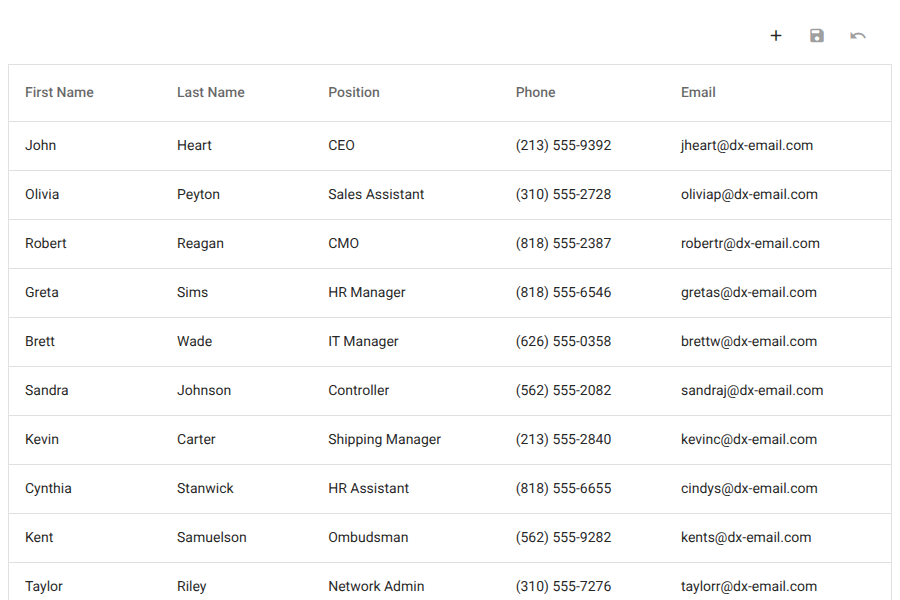 First Name Last Name Position Phone Email
John Heart CEO (213) 555-9392 jheart@dx-email.com
Olivia Peyton Sales Assistant (310) 555-2728 oliviap@dx-email.com
Robert Reagan CMO (818) 555-2387 robertr@dx-email.com
Greta Sims HR Manager (818) 555-6546 gretas@dx-email.com
Brett Wade IT Manager (626) 555-0358 brettw@dx-email.com
Sandra Johnson Controller (562) 555-2082 sandraj@dx-email.com
Kevin Carter Shipping Manager (213) 555-2840 kevinc@dx-email.com
Cynthia Stanwick HR Assistant (818) 555-6655 cindys@dx-email.com
Kent Samuelson Ombudsman (562) 555-9282 kents@dx-email.com
Taylor Riley Network Admin (310) 555-7276 taylorr@dx-email.com